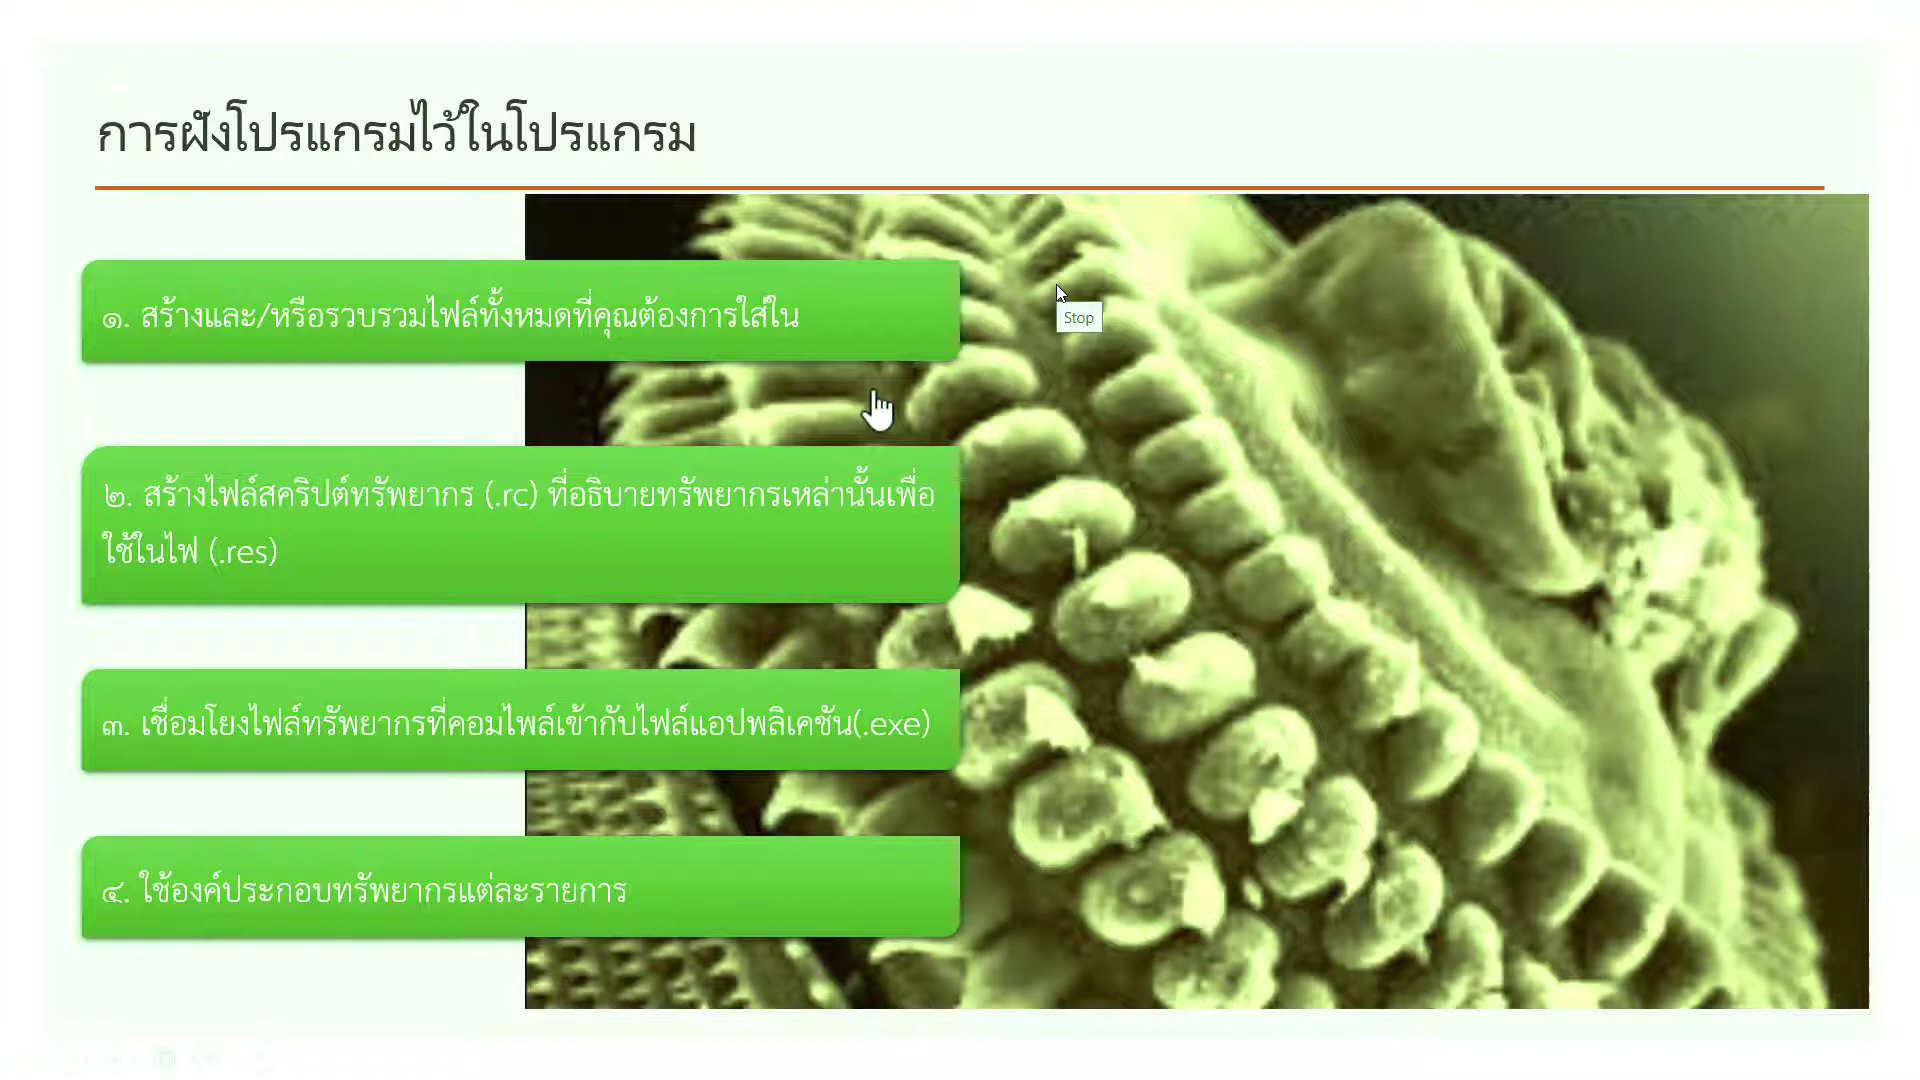 การฝังโปรแกรมไว้ในโปรแกรม
๑. สร้างและ/หรือรวบรวมไฟล์ทั้งหมดที่คุณต้องการใส่ใน
Stop
๒. สร้างไฟล์สคริปต์ทรัพยากร (.rc) ที่อธิบายทรัพยากรเหล่านั้นเพื่อ
ใช้ในไฟ (.res)
๓. เชื่อมโยงไฟล์ทรัพยากรที่คอมไพล์เข้ากับไฟล์แอปพลิเคชัน(.exe)
๔. ใช้องค์ประกอบทรัพยากรแต่ละรายการ